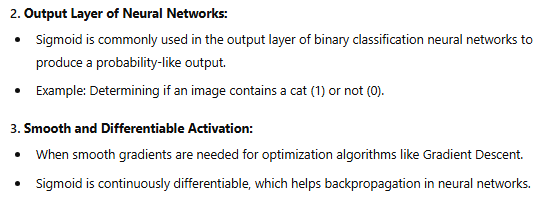 2. Output Layer of Neural Networks:
• Sigmoid is commonly used in the output layer of binary classification neural networks to
produce a probability-like output.
• Example: Determining if an image contains a cat (1) or not (0).
3. Smooth and Differentiable Activation:
• When smooth gradients are needed for optimization algorithms like Gradient Descent.
• Sigmoid is continuously differentiable, which helps backpropagation in neural networks.